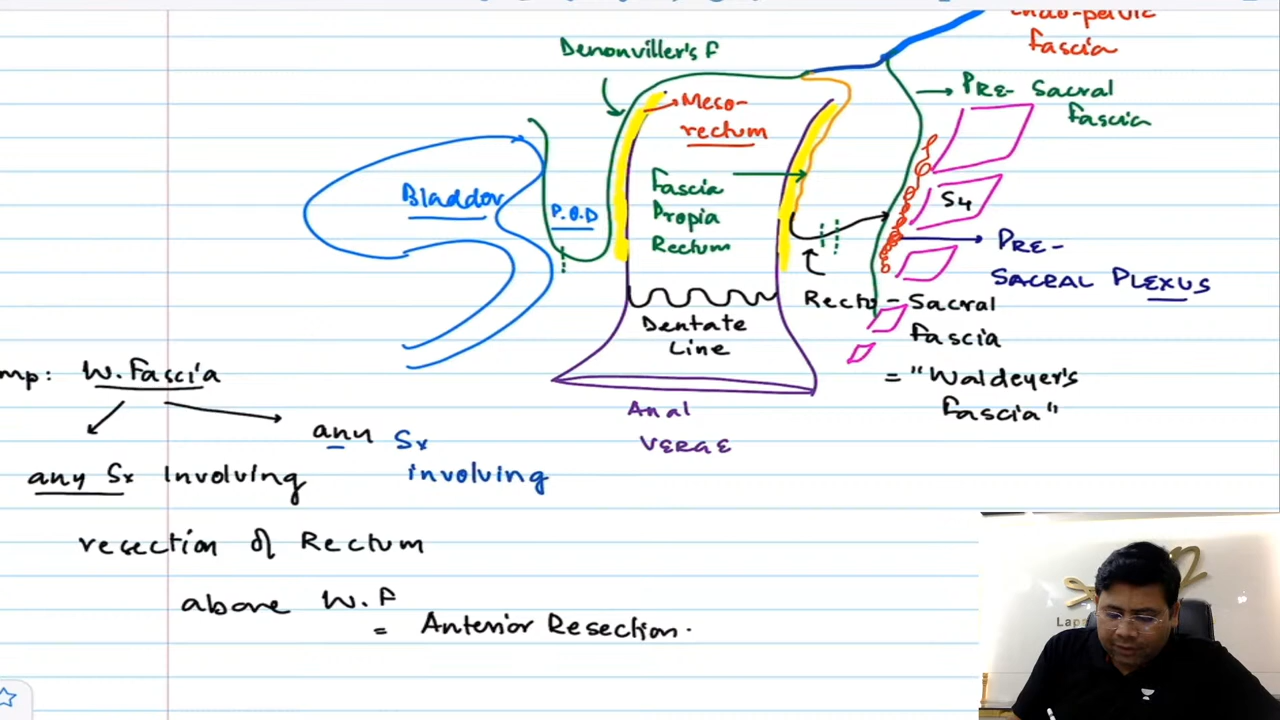 Endo-pelvic
fascia
Denonviller's f
PRE- Sacral
fascia
Meso-
rectum
Bladder
P.O.D
Fascia
Propia
Rectum
S4
PRE-
SACRAL PLEXUS
Recto-Sacral
fascia
= "Waldeyer's
fascia"
Dentate
Line
Anal
VERGE
mp: W.Fascia
any Sx Involving
resection of Rectum
above W.F
= Anterior Resection.
any Sx
involving
Lap